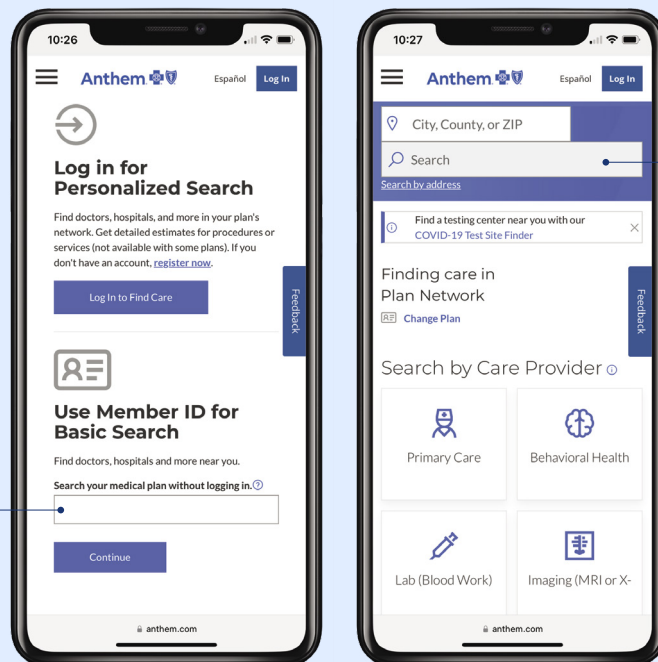 10:26
Anthem
Español
Log In
Log in for
Personalized Search
Find doctors, hospitals, and more in your plan's
network. Get detailed estimates for procedures or
services (not available with some plans). If you
don't have an account, register now.
Log In to Find Care
Feedback
Use Member ID for
Basic Search
Find doctors, hospitals and more near you.
Search your medical plan without logging in.
Continue
anthem.com
10:27
Anthem
Español
Log In
City, County, or ZIP
Search
Search by address
Find a testing center near you with our
COVID-19 Test Site Finder
Finding care in
Plan Network
Change Plan
Feedback
Search by Care Provider
Primary Care
Behavioral Health
Lab (Blood Work)
Imaging (MRI or X-
anthem.com